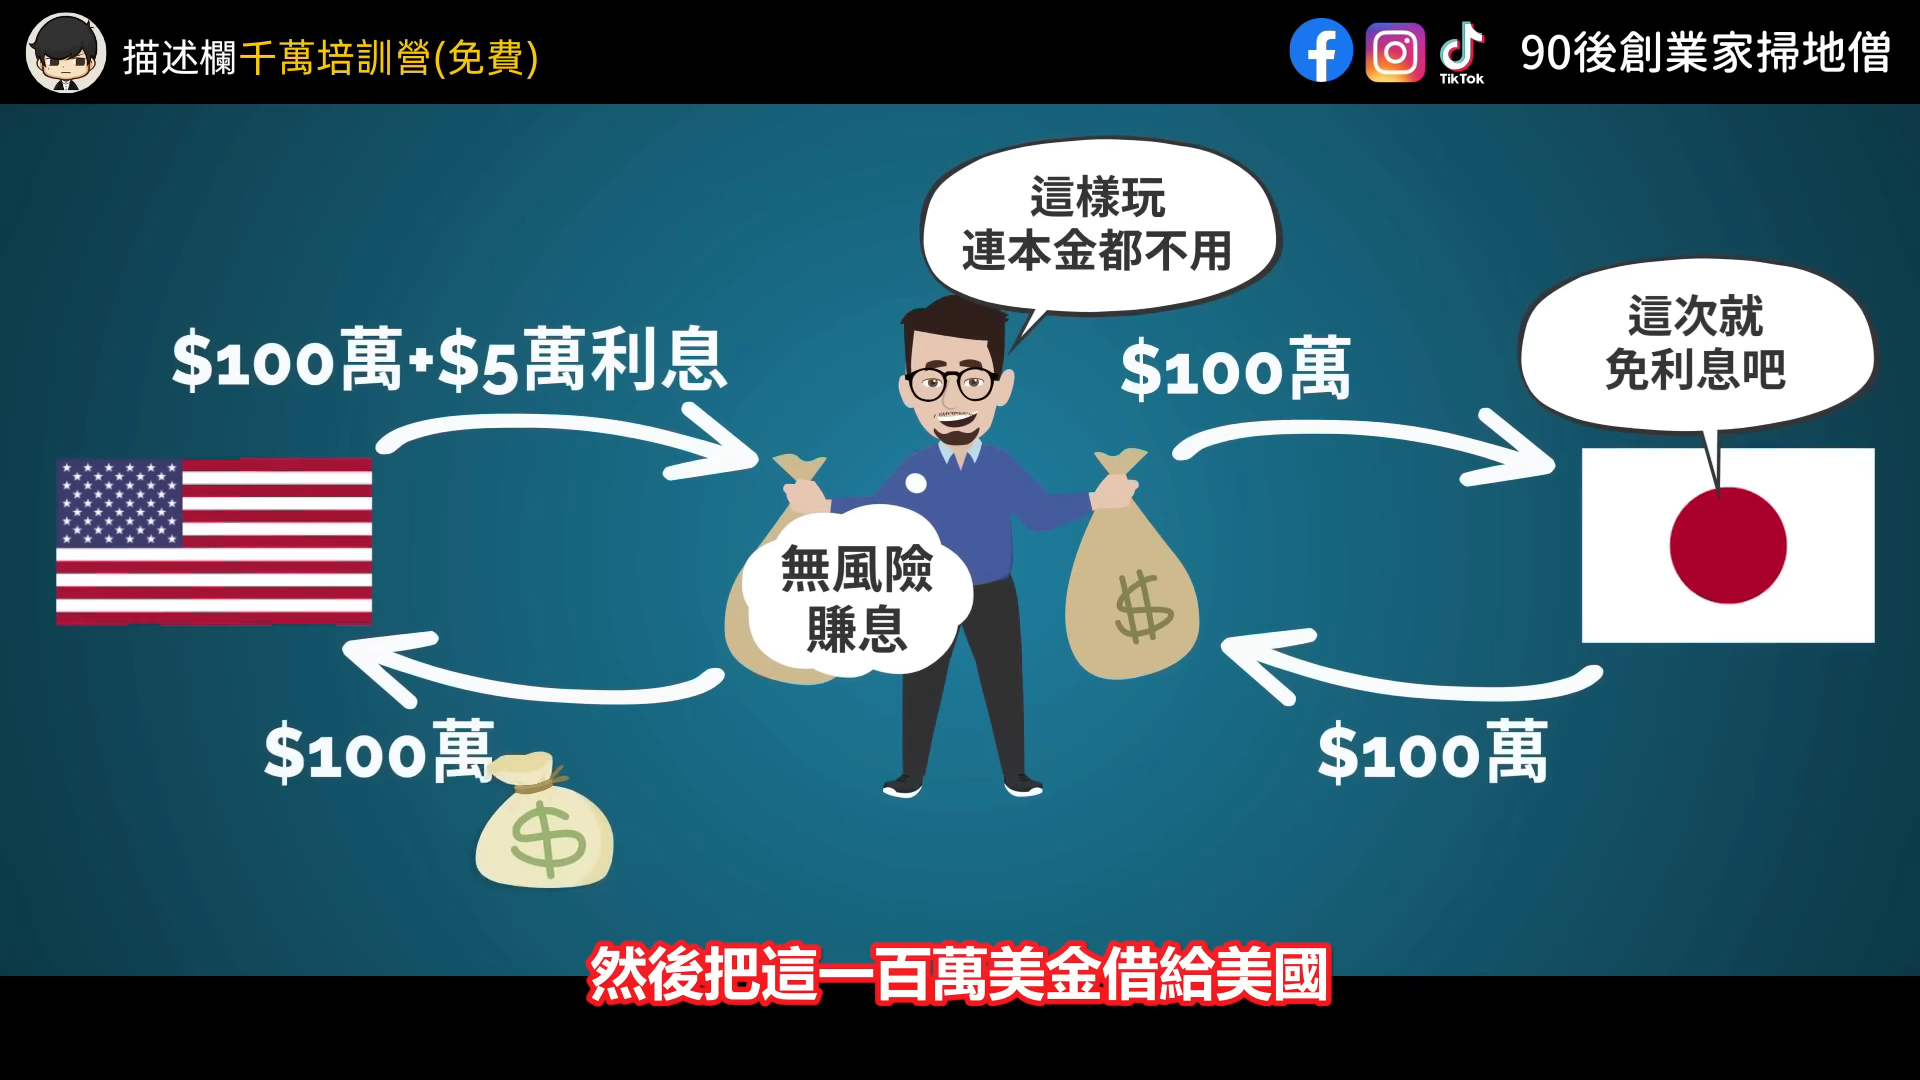 描述欄千萬培訓營(免費)
TikTok
90後創業家掃地僧
這樣玩
連本金都不用
這次就
免利息吧
$100萬+$5萬利息
$100萬
無風險
賺息
$
$100萬
$100萬
$
然後把這一百萬美金借給美國